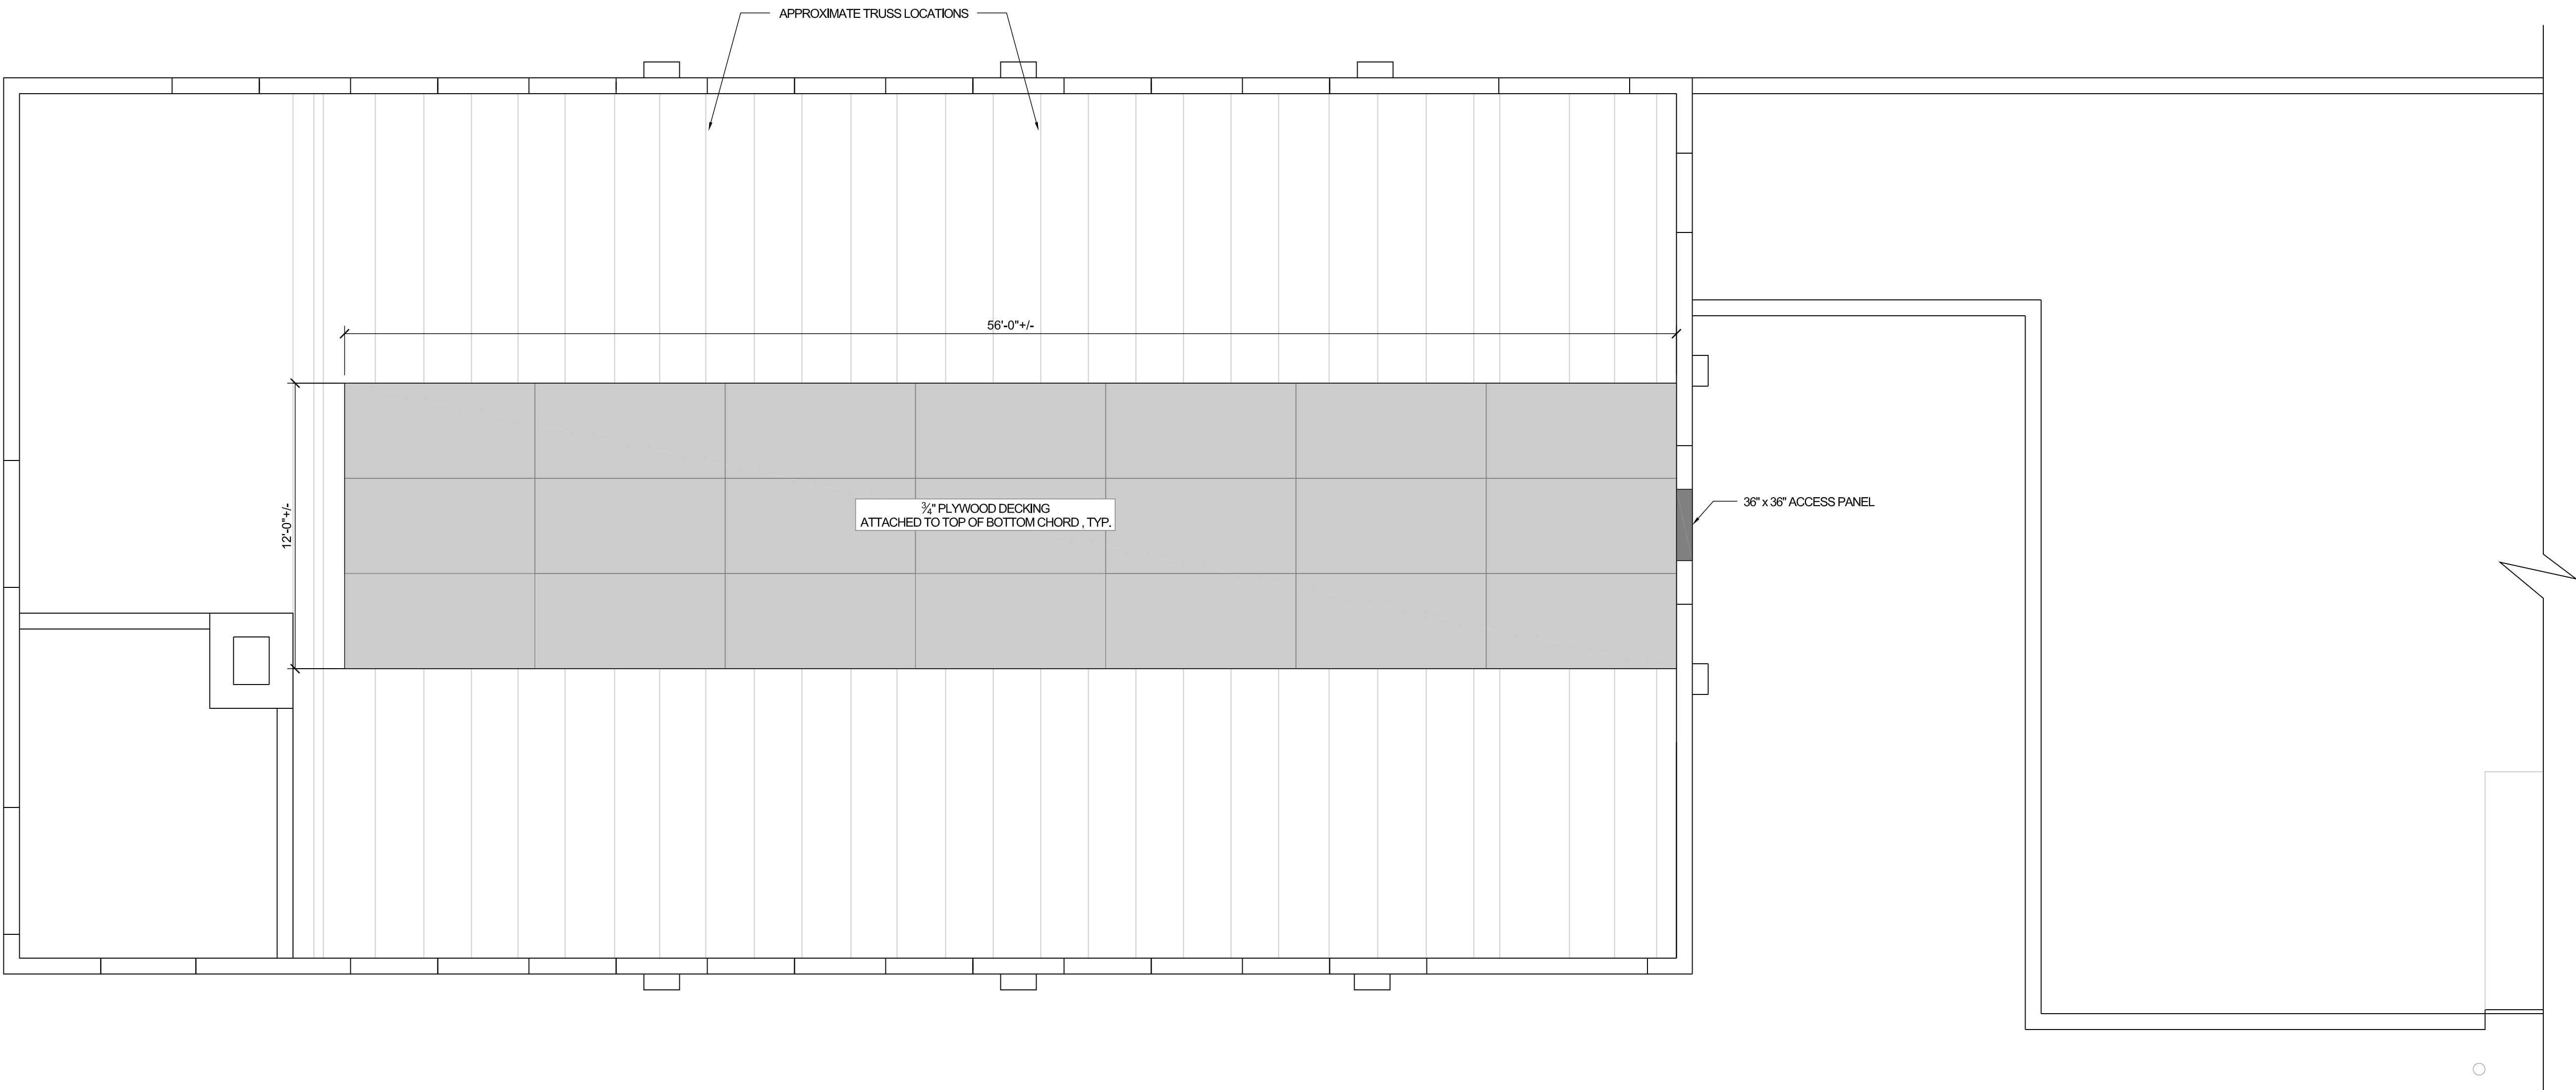 APPROXIMATE TRUSS LOCATIONS
56'-0"+/-
12'-0"+/-
¾" PLYWOOD DECKING
ATTACHED TO TOP OF BOTTOM CHORD , TYP.
36" x 36" ACCESS PANEL